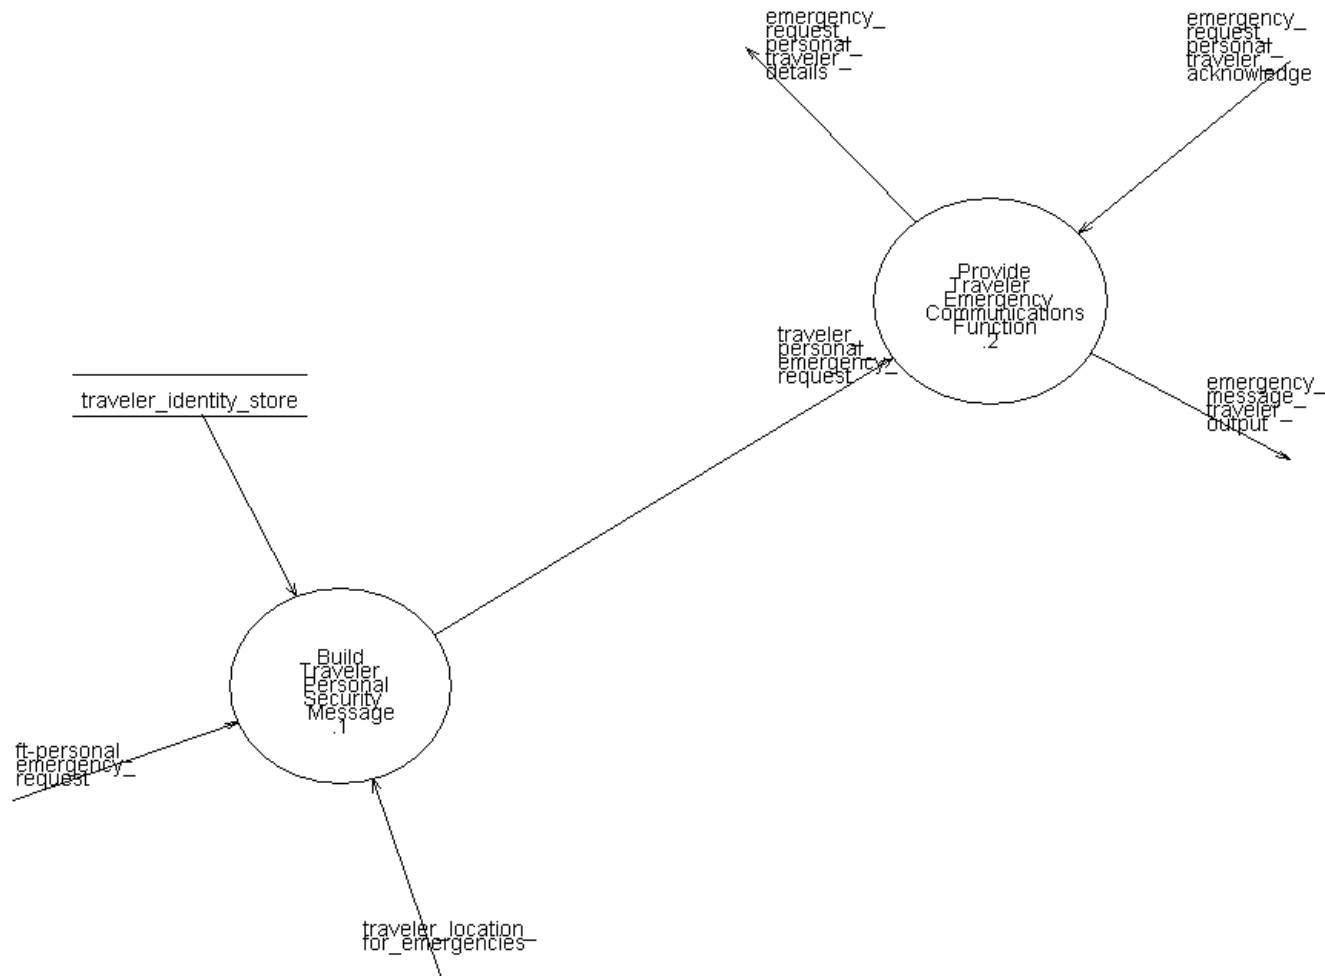 emergency_
request_
personal_
traveler_
details
emergency_
request_
personal_
traveler_
acknowledge
Provide
Traveler
Emergency
Communications
Function
.2
traveler_
personal_
emergency_
request
emergency_
message_
traveler_
output
traveler_identity_store
Build
Traveler
Personal
Security
Message
.1
ft-personal_
emergency_
request
traveler_location_
for_emergencies